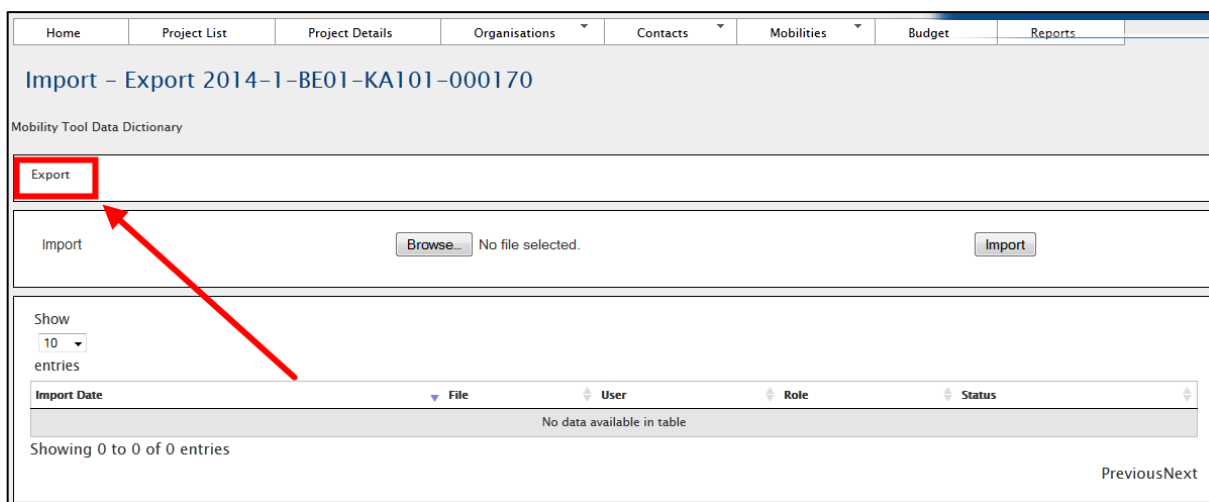 Home Project List Project Details Organisations Contacts Mobilities Budget Reports
Import - Export 2014-1-BE01-KA101-000170
Mobility Tool Data Dictionary
Export
Import Browse... No file selected. Import
Show
10
entries
Import Date File User Role Status
No data available in table
Showing 0 to 0 of 0 entries
PreviousNext